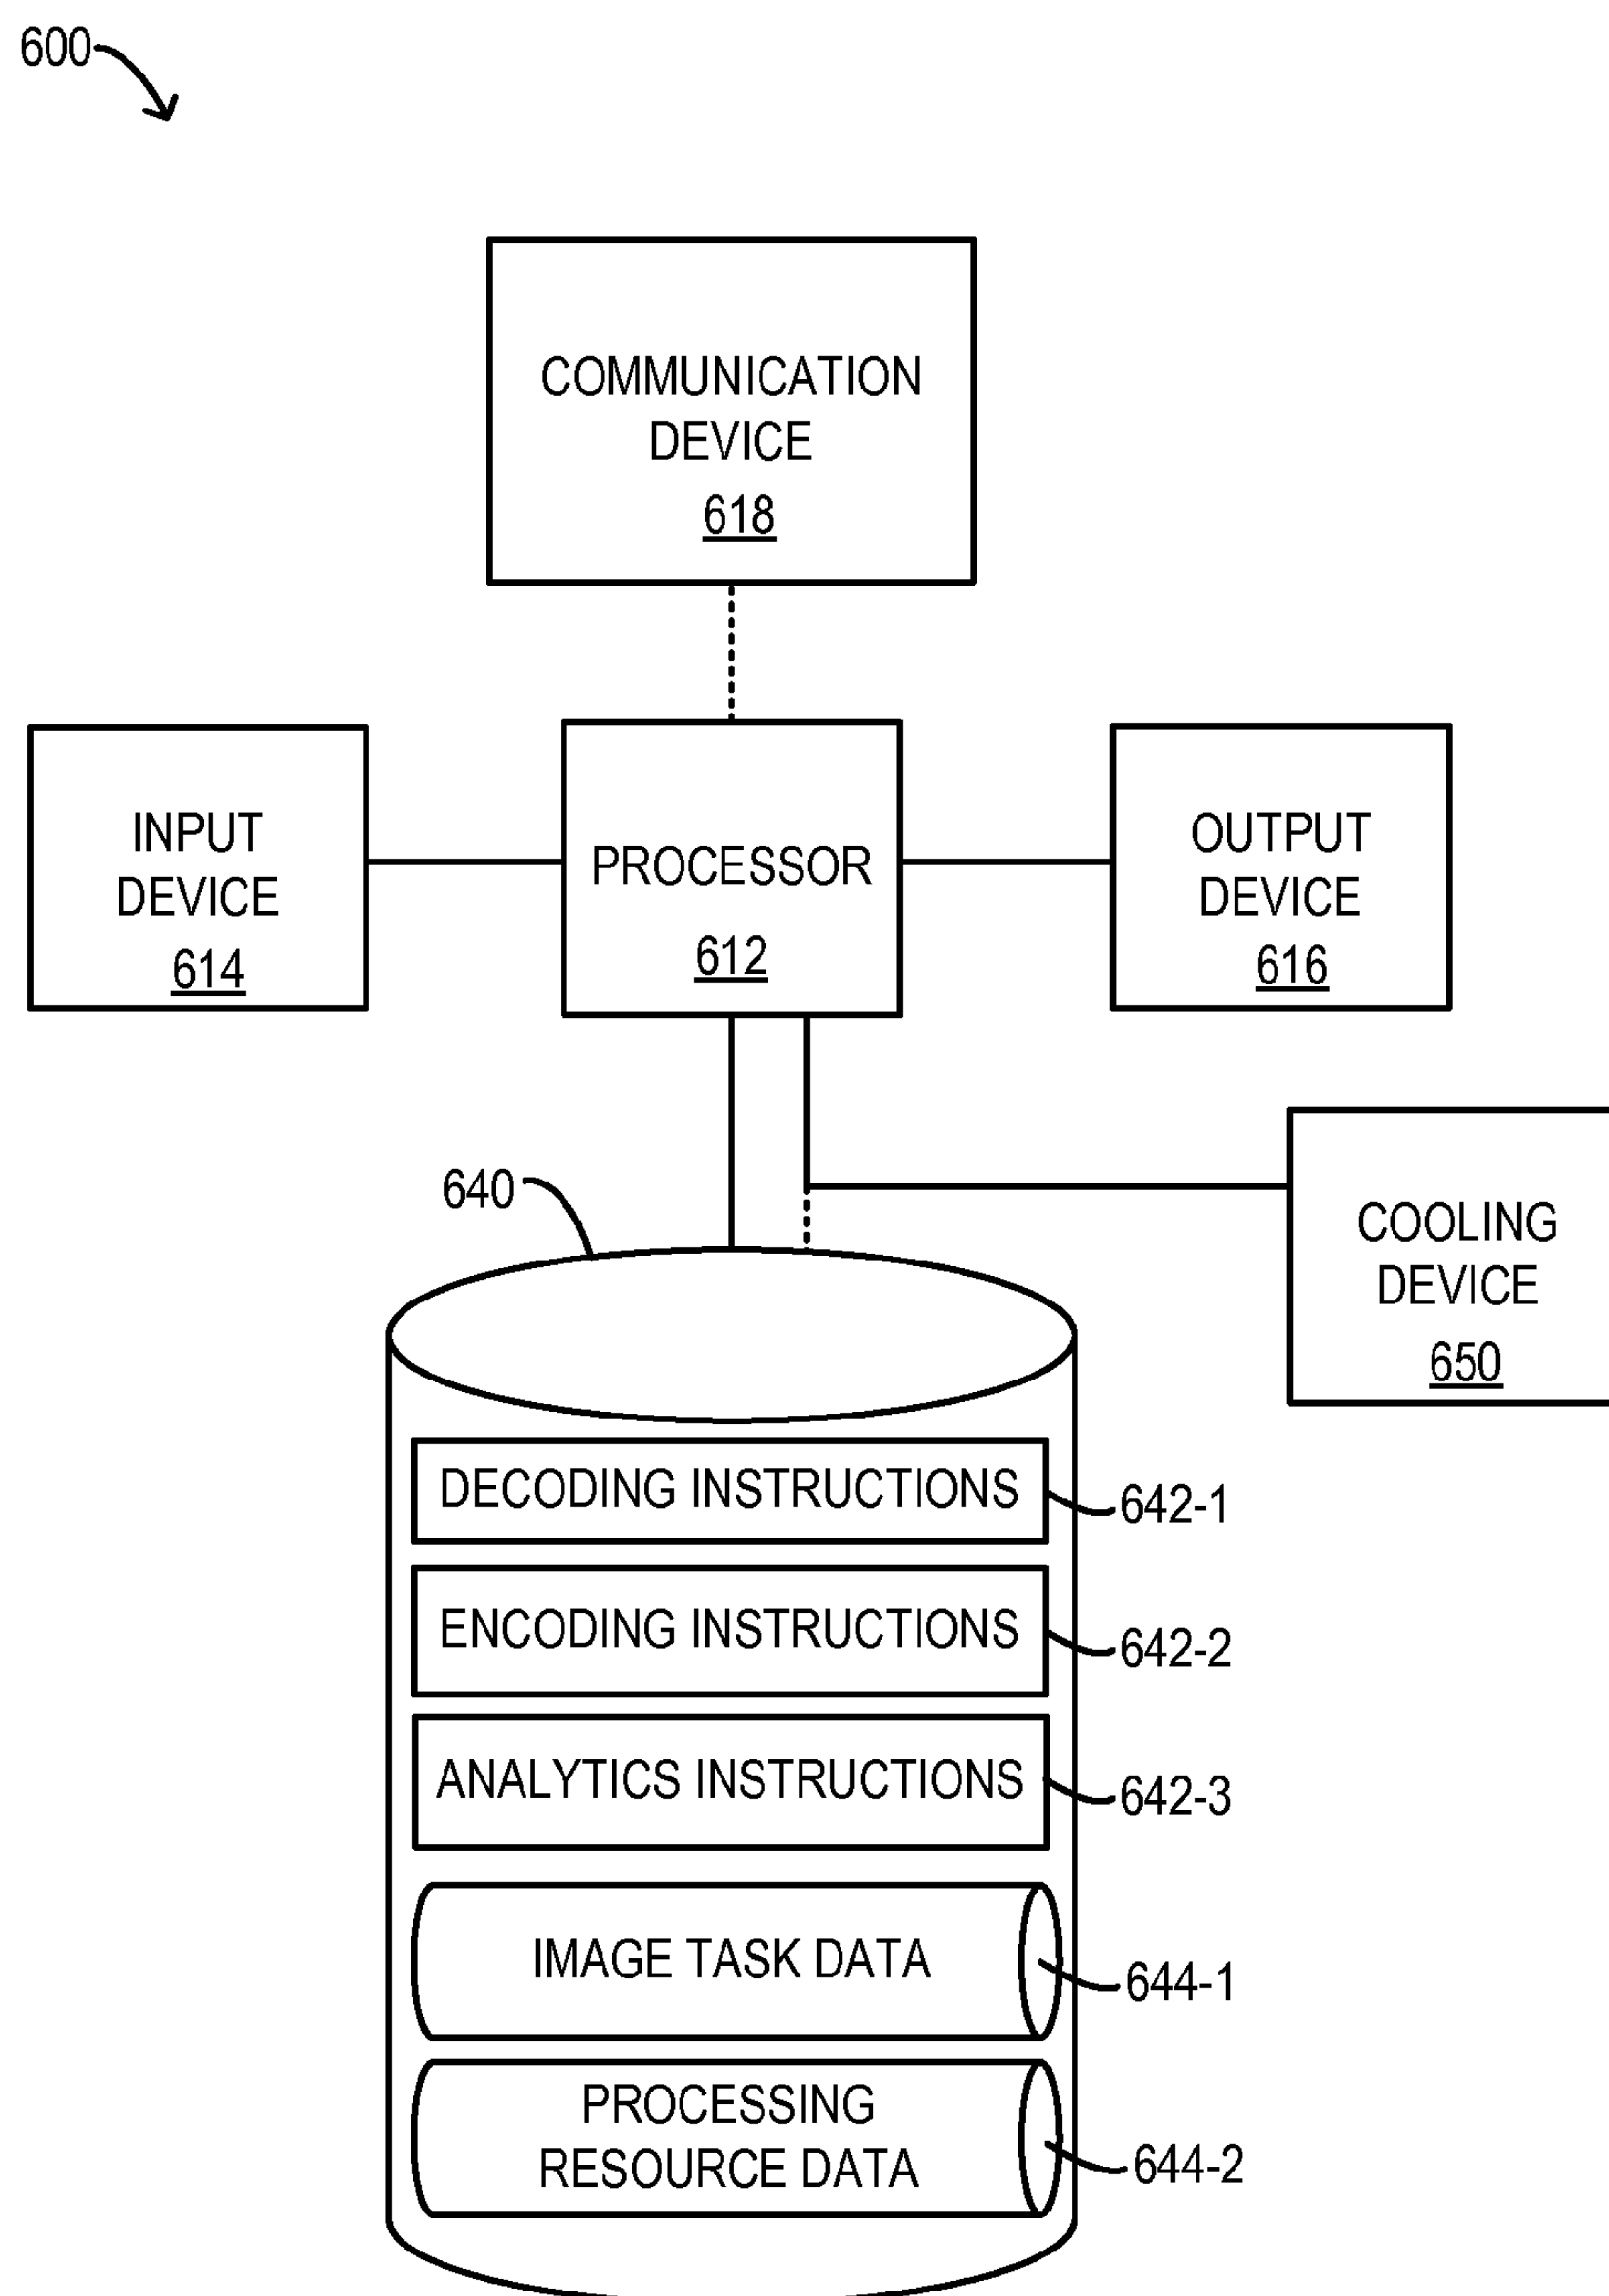 600
COMMUNICATION
DEVICE
618
INPUT
DEVICE
614
PROCESSOR
612
OUTPUT
DEVICE
616
640
COOLING
DEVICE
650
DECODING INSTRUCTIONS
642-1
ENCODING INSTRUCTIONS
642-2
ANALYTICS INSTRUCTIONS
642-3
IMAGE TASK DATA
644-1
PROCESSING
RESOURCE DATA
644-2